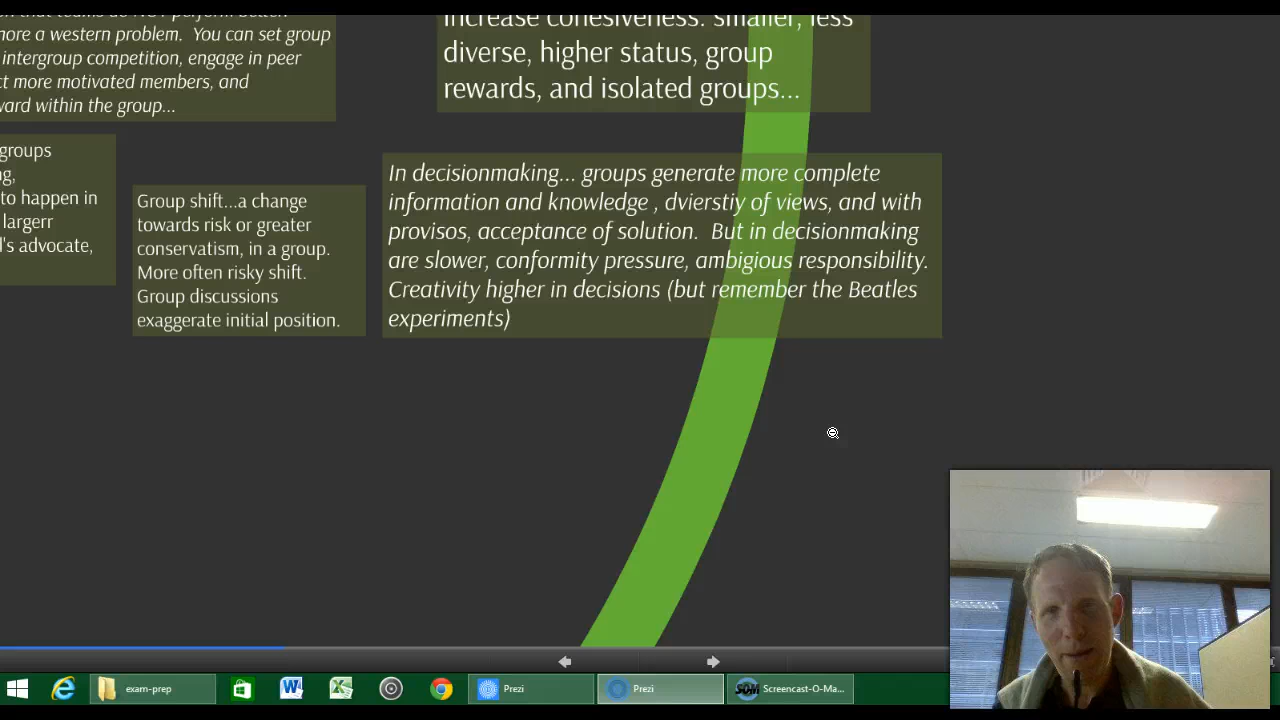 on that teams do NOT perform better.
more a western problem. You can set group
intergroup competition, engage in peer
ct more motivated members, and
ward within the group...
increase cohesiveness: smaller, less
diverse, higher status, group
rewards, and isolated groups...
groups
ng,
to happen in
largerr
d's advocate,
Group shift...a change
towards risk or greater
conservatism, in a group.
More often risky shift.
Group discussions
exaggerate initial position.
In decisionmaking... groups generate more complete
information and knowledge , dvierstiy of views, and with
provisos, acceptance of solution. But in decisionmaking
are slower, conformity pressure, ambigious responsibility.
Creativity higher in decisions (but remember the Beatles
experiments)
exam-prep
Prezi
Prezi
SOM
Screencast-O-Ma...